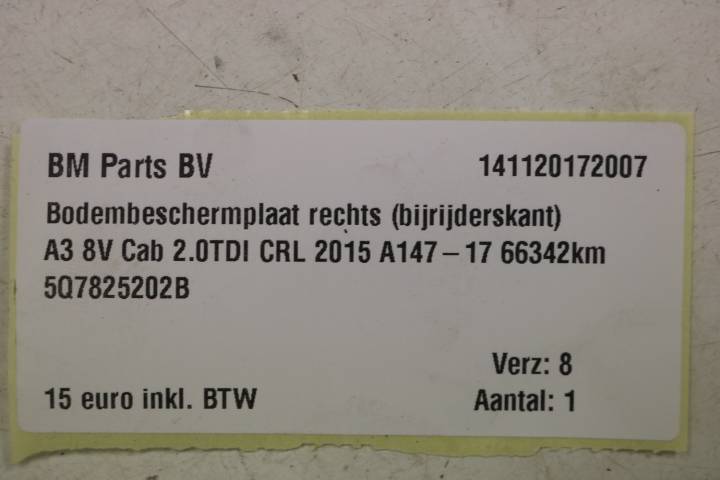 BM Parts BV 141120172007
Bodembeschermplaat rechts (bijrijderskant)
A3 8V Cab 2.0TDI CRL 2015 A147-17 66342km
5Q7825202B
Verz: 8
15 euro inkl. BTW Aantal: 1